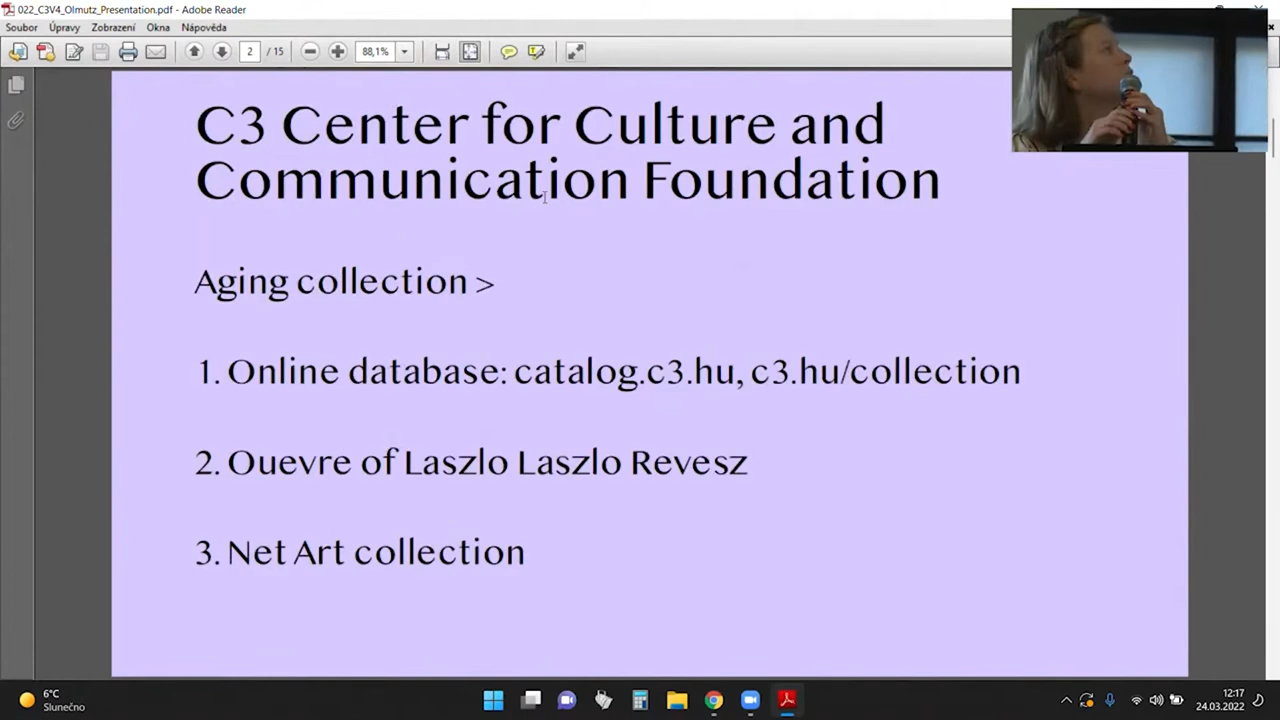 022_C3V4_Olmutz_Presentation.pdf - Adobe Reader
Soubor Úpravy Zobrazení Okna Nápověda
2 / 15 88,1%
C3 Center for Culture and
Communication Foundation
Aging collection >
1. Online database: catalog.c3.hu, c3.hu/collection
2. Ouevre of Laszlo Laszlo Revesz
3. Net Art collection
6°C
Slunečno
12:17
24.03.2022